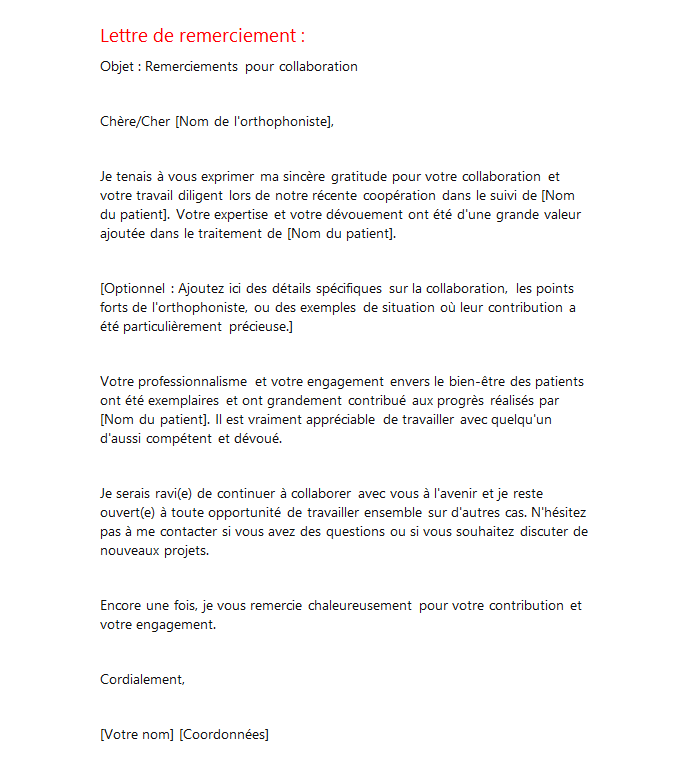 Lettre de remerciement :
Objet : Remerciements pour collaboration
Chère/Cher [Nom de l'orthophoniste],
Je tenais à vous exprimer ma sincère gratitude pour votre collaboration et
votre travail diligent lors de notre récente coopération dans le suivi de [Nom
du patient]. Votre expertise et votre dévouement ont été d'une grande valeur
ajoutée dans le traitement de [Nom du patient].
[Optionnel : Ajoutez ici des détails spécifiques sur la collaboration, les points
forts de l'orthophoniste, ou des exemples de situation où leur contribution a
été particulièrement précieuse.]
Votre professionnalisme et votre engagement envers le bien-être des patients
ont été exemplaires et ont grandement contribué aux progrès réalisés par
[Nom du patient]. Il est vraiment appréciable de travailler avec quelqu'un
d'aussi compétent et dévoué.
Je serais ravi(e) de continuer à collaborer avec vous à l'avenir et je reste
ouvert(e) à toute opportunité de travailler ensemble sur d'autres cas. N'hésitez
pas à me contacter si vous avez des questions ou si vous souhaitez discuter de
nouveaux projets.
Encore une fois, je vous remercie chaleureusement pour votre contribution et
votre engagement.
Cordialement,
[Votre nom] [Coordonnées]